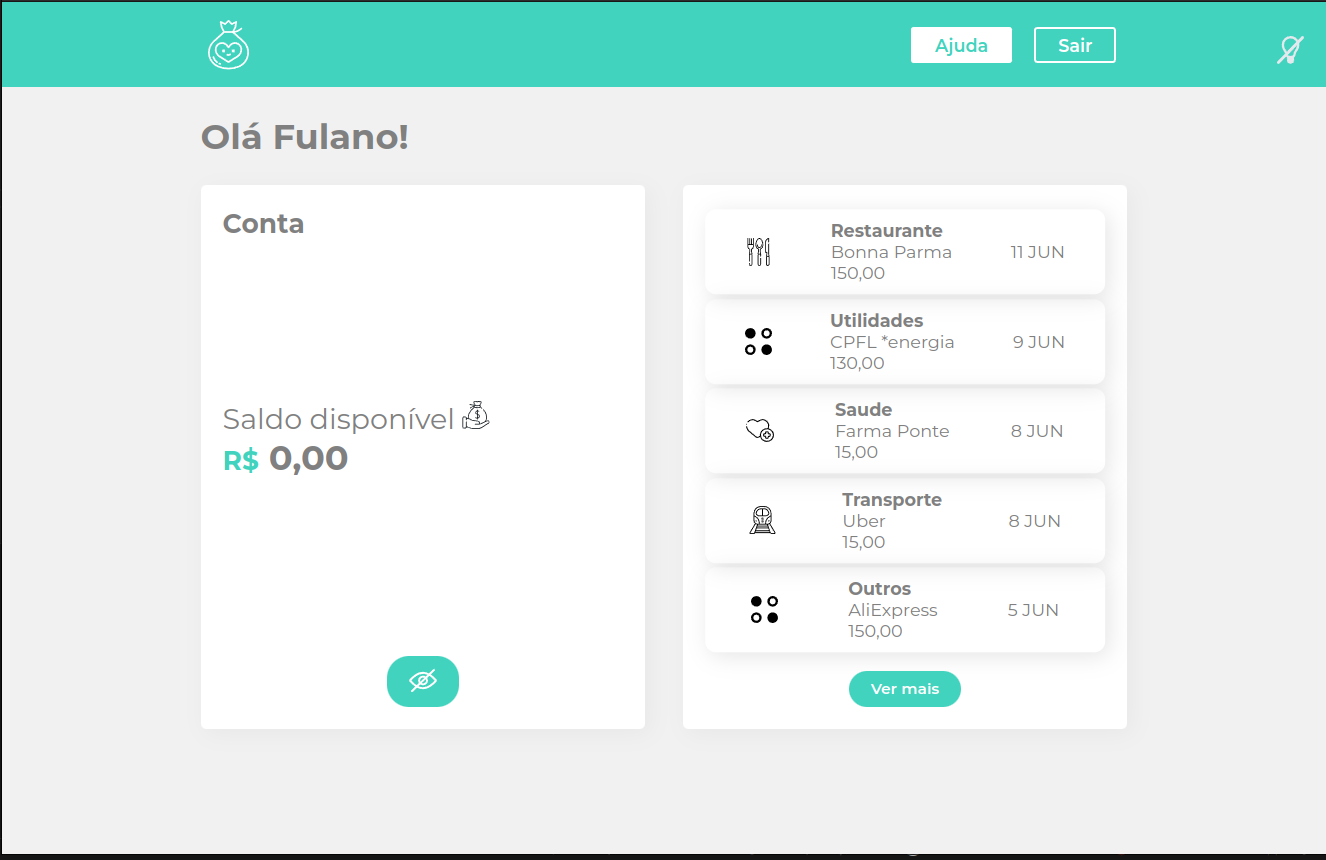 Ajuda
Sair
Olá Fulano!
Conta
Saldo disponível
R$ 0,00
Restaurante
Bonna Parma
150,00
11 JUN
Utilidades
CPFL *energia
130,00
9 JUN
Saude
Farma Ponte
15,00
8 JUN
Transporte
Uber
15,00
8 JUN
Outros
AliExpress
150,00
5 JUN
Ver mais